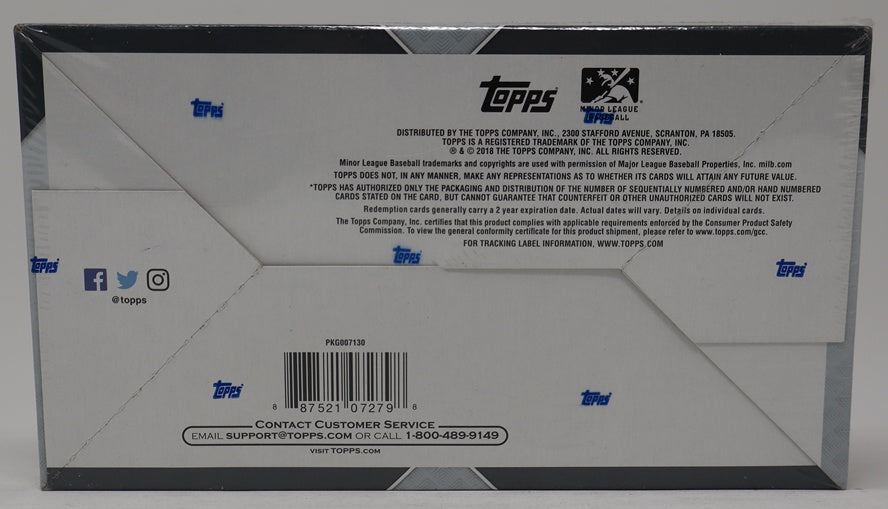 Topps
MINOR LEAGUE
BASEBALL
Topps
Topps
DISTRIBUTED BY THE TOPPS COMPANY, INC., 2300 STAFFORD AVENUE, SCRANTON, PA 18505.
TOPPS IS A REGISTERED TRADEMARK OF THE TOPPS COMPANY, INC.
® & © 2018 THE TOPPS COMPANY, INC. ALL RIGHTS RESERVED.
Minor League Baseball trademarks and copyrights are used with permission of Major League Baseball Properties, Inc. milb.com
TOPPS DOES NOT, IN ANY MANNER, MAKE ANY REPRESENTATIONS AS TO WHETHER ITS CARDS WILL ATTAIN ANY FUTURE VALUE.
*TOPPS HAS AUTHORIZED ONLY THE PACKAGING AND DISTRIBUTION OF THE NUMBER OF SEQUENTIALLY NUMBERED AND/OR HAND NUMBERED
CARDS STATED ON THE CARD, BUT CANNOT GUARANTEE THAT COUNTERFEIT OR OTHER UNAUTHORIZED CARDS WILL NOT EXIST.
Redemption cards generally carry a 2 year expiration date. Actual dates will vary. Details on individual cards.
The Topps Company, Inc. certifies that this product complies with applicable requirements enforced by the Consumer Product Safety
Commission. To view the general conformity certificate for this product shipment, please refer to www.topps.com/gcc.
FOR TRACKING LABEL INFORMATION, WWW.TOPPS.COM
Topps
Topps
Topps
@topps
PKG007130
8 87521 07279 8
Topps
Topps
CONTACT CUSTOMER SERVICE
EMAIL SUPPORT@TOPPS.COM OR CALL 1-800-489-9149
VISIT TOPPS.COM